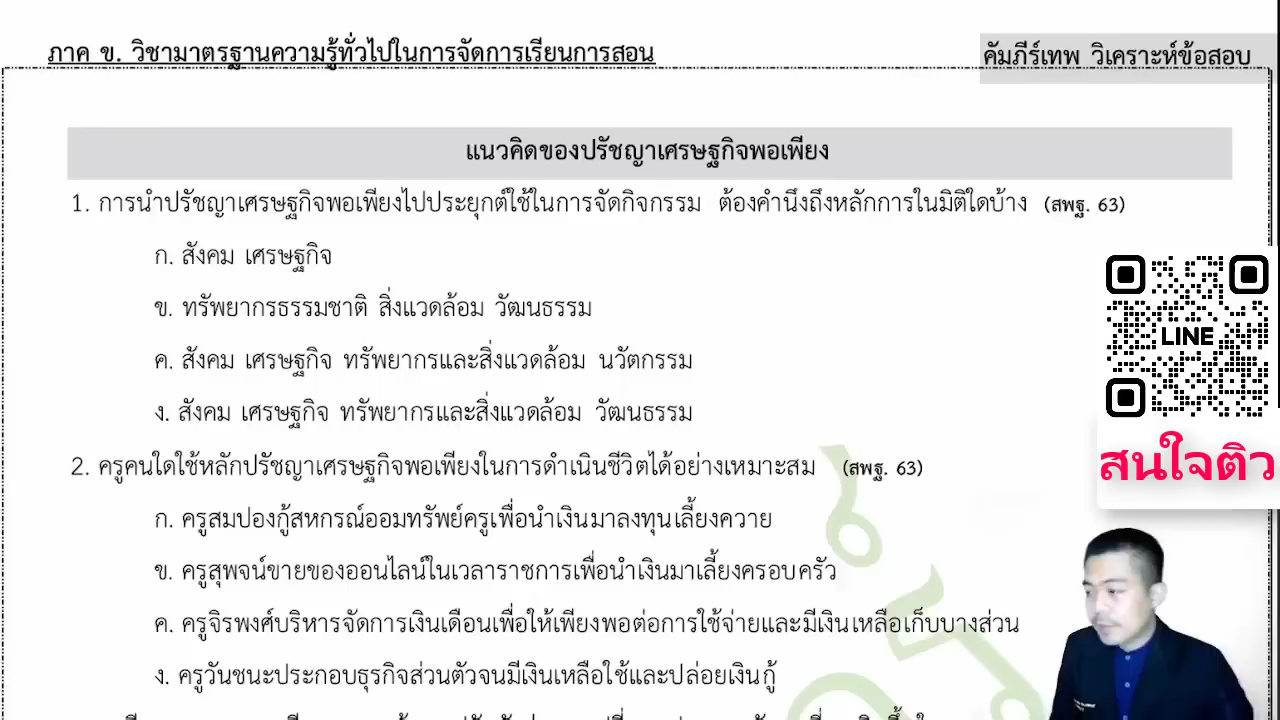 ภาค ข. วิชามาตรฐานความรู้ทั่วไปในการจัดการเรียนการสอน
คัมภีร์เทพ วิเคราะห์ข้อสอบ
แนวคิดของปรัชญาเศรษฐกิจพอเพียง
1. การนำปรัชญาเศรษฐกิจพอเพียงไปประยุกต์ใช้ในการจัดกิจกรรม ต้องคำนึงถึงหลักการในมิติใดบ้าง (สพฐ. 63)
ก. สังคม เศรษฐกิจ
ข. ทรัพยากรธรรมชาติ สิ่งแวดล้อม วัฒนธรรม
ค. สังคม เศรษฐกิจ ทรัพยากรและสิ่งแวดล้อม นวัตกรรม
ง. สังคม เศรษฐกิจ ทรัพยากรและสิ่งแวดล้อม วัฒนธรรม
LINE
สนใจติว
2. ครูคนใดใช้หลักปรัชญาเศรษฐกิจพอเพียงในการดำเนินชีวิตได้อย่างเหมาะสม (สพฐ. 63)
ก. ครูสมปองกู้สหกรณ์ออมทรัพย์ครูเพื่อนำเงินมาลงทุนเลี้ยงควาย
ข. ครูสุพจน์ขายของออนไลน์ในเวลาราชการเพื่อนำเงินมาเลี้ยงครอบครัว
ค. ครูจิรพงศ์บริหารจัดการเงินเดือนเพื่อให้เพียงพอต่อการใช้จ่ายและมีเงินเหลือเก็บบางส่วน
ง. ครูวันชนะประกอบธุรกิจส่วนตัวจนมีเงินเหลือใช้และปล่อยเงินกู้